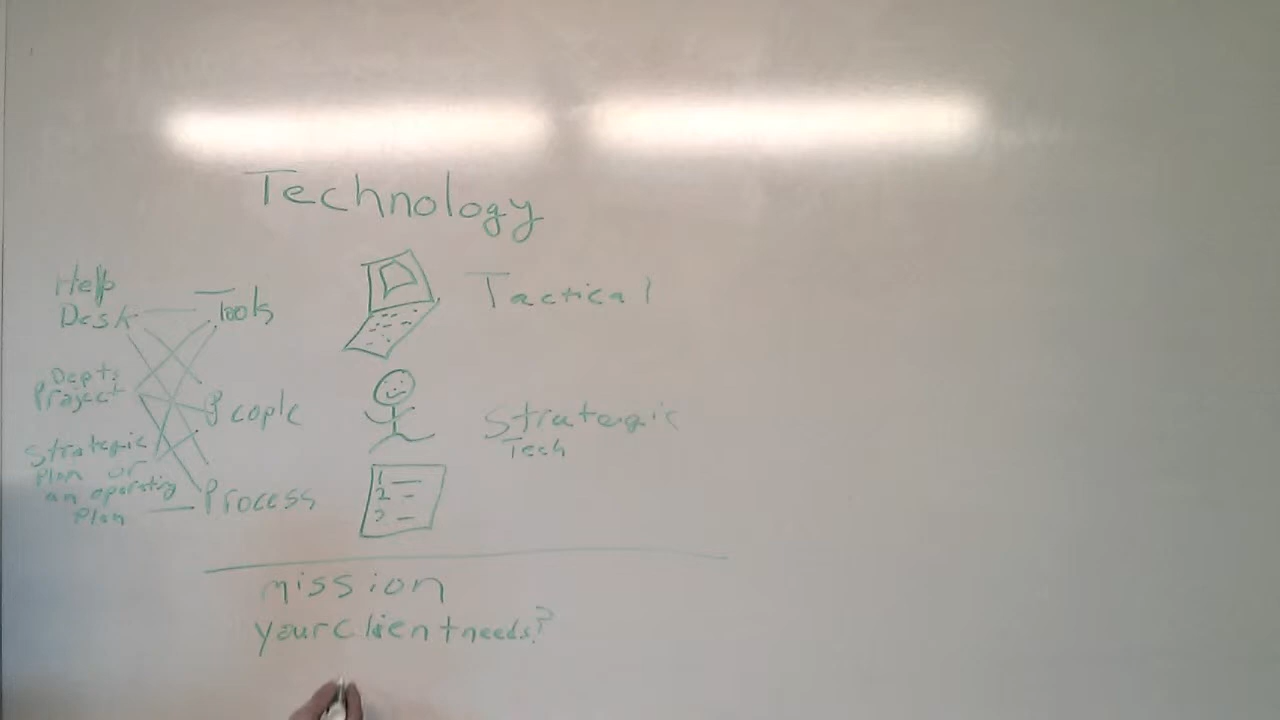 Technology
Help
Desk
Tools
Tactical
Depts
Project
People
Strategic
Tech
Strategic
Plan or
an operating
Plan
Process
1
2
3
mission
your client needs?